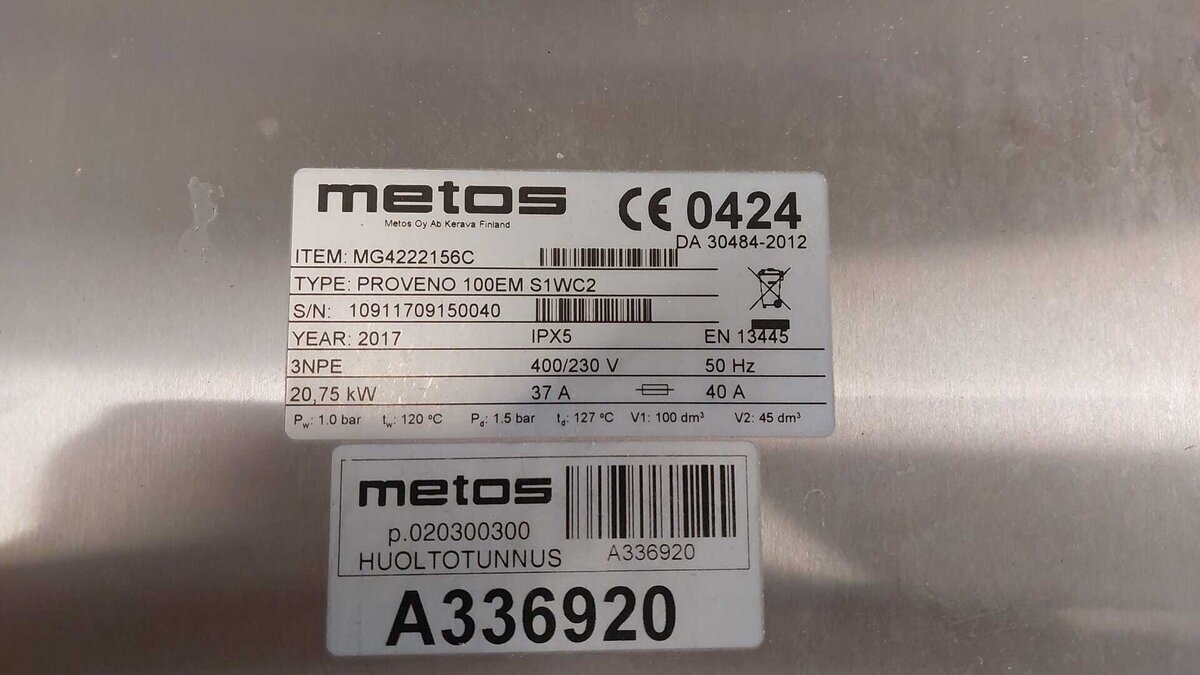 metos
Metos Oy Ab Kerava Finland
CE 0424
DA 30484-2012
ITEM: MG4222156C
TYPE: PROVENO 100EM S1WC2
S/N: 10911709150040
YEAR: 2017 IPX5 EN 13445
3NPE 400/230 V 50 Hz
20,75 kW 37 A 40 A
Pw: 1.0 bar tw: 120 °C Pd: 1.5 bar td: 127 °C V1: 100 dm³ V2: 45 dm³
metos
p.020300300
HUOLTOTUNNUS A336920
A336920